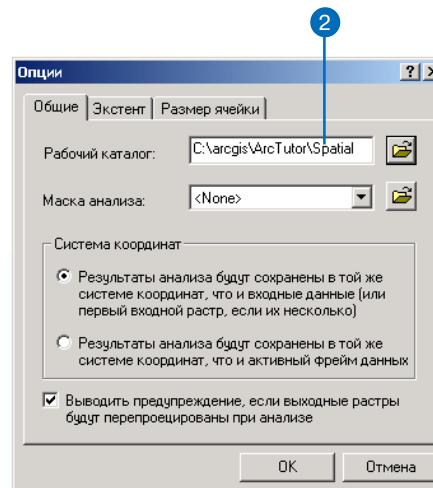 2
Опции
Общие Экстент Размер ячейки
Рабочий каталог: C:\arcgis\ArcTutor\Spatial
Маска анализа: <None>
Система координат
Результаты анализа будут сохранены в той же
системе координат, что и входные данные (или
первый входной растр, если их несколько)
Результаты анализа будут сохранены в той же
системе координат, что и активный фрейм данных
Выводить предупреждение, если выходные растры
будут перепроецированы при анализе
OK Отмена